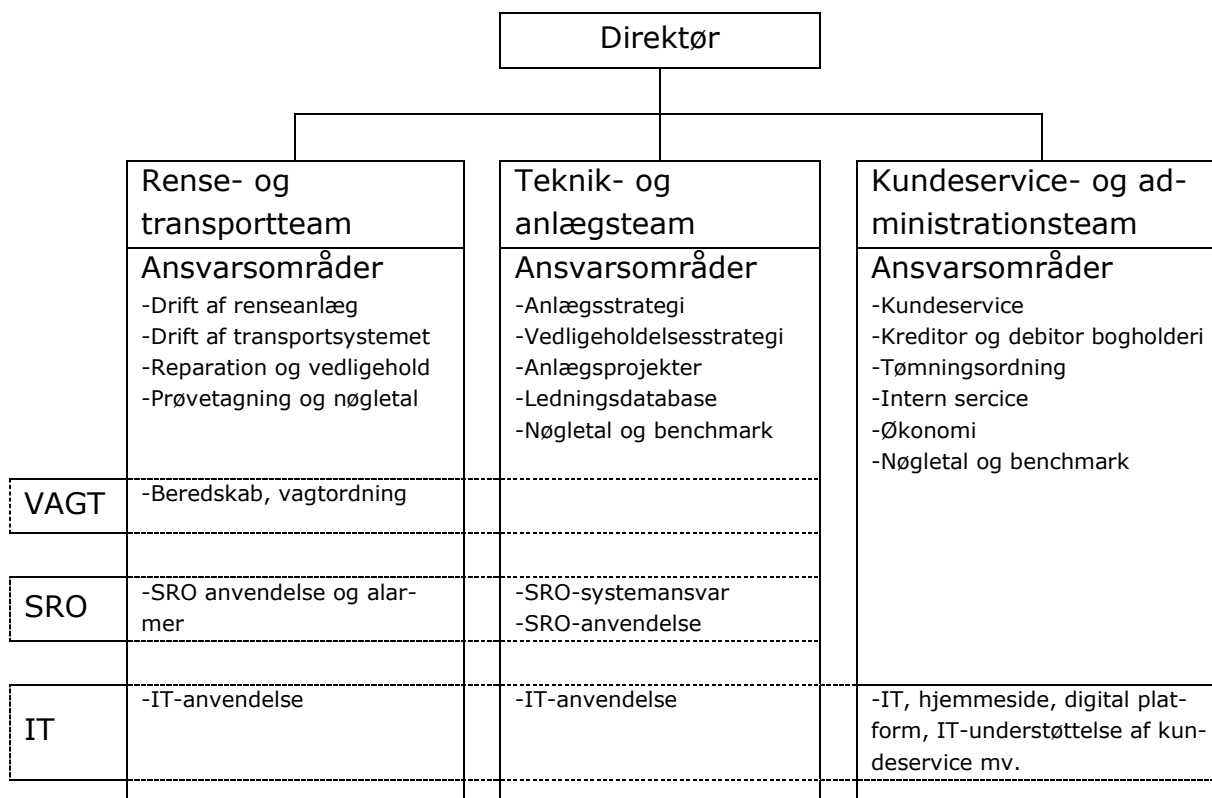 Direktør
Rense- og
transportteam
Ansvarsområder
-Drift af renseanlæg
-Drift af transportsystemet
-Reparation og vedligehold
-Prøvetagning og nøgletal
Teknik- og
anlægsteam
Ansvarsområder
-Anlægsstrategi
-Vedligeholdelsesstrategi
-Anlægsprojekter
-Ledningsdatabase
-Nøgletal og benchmark
Kundeservice- og ad-
ministrationsteam
Ansvarsområder
-Kundeservice
-Kreditor og debitor bogholderi
-Tømningsordning
-Intern sercice
-Økonomi
-Nøgletal og benchmark
VAGT
-Beredskab, vagtordning
SRO
-SRO anvendelse og alar-
mer
-SRO-systemansvar
-SRO-anvendelse
IT
-IT-anvendelse
-IT-anvendelse
-IT, hjemmeside, digital plat-
form, IT-understøttelse af kun-
deservice mv.